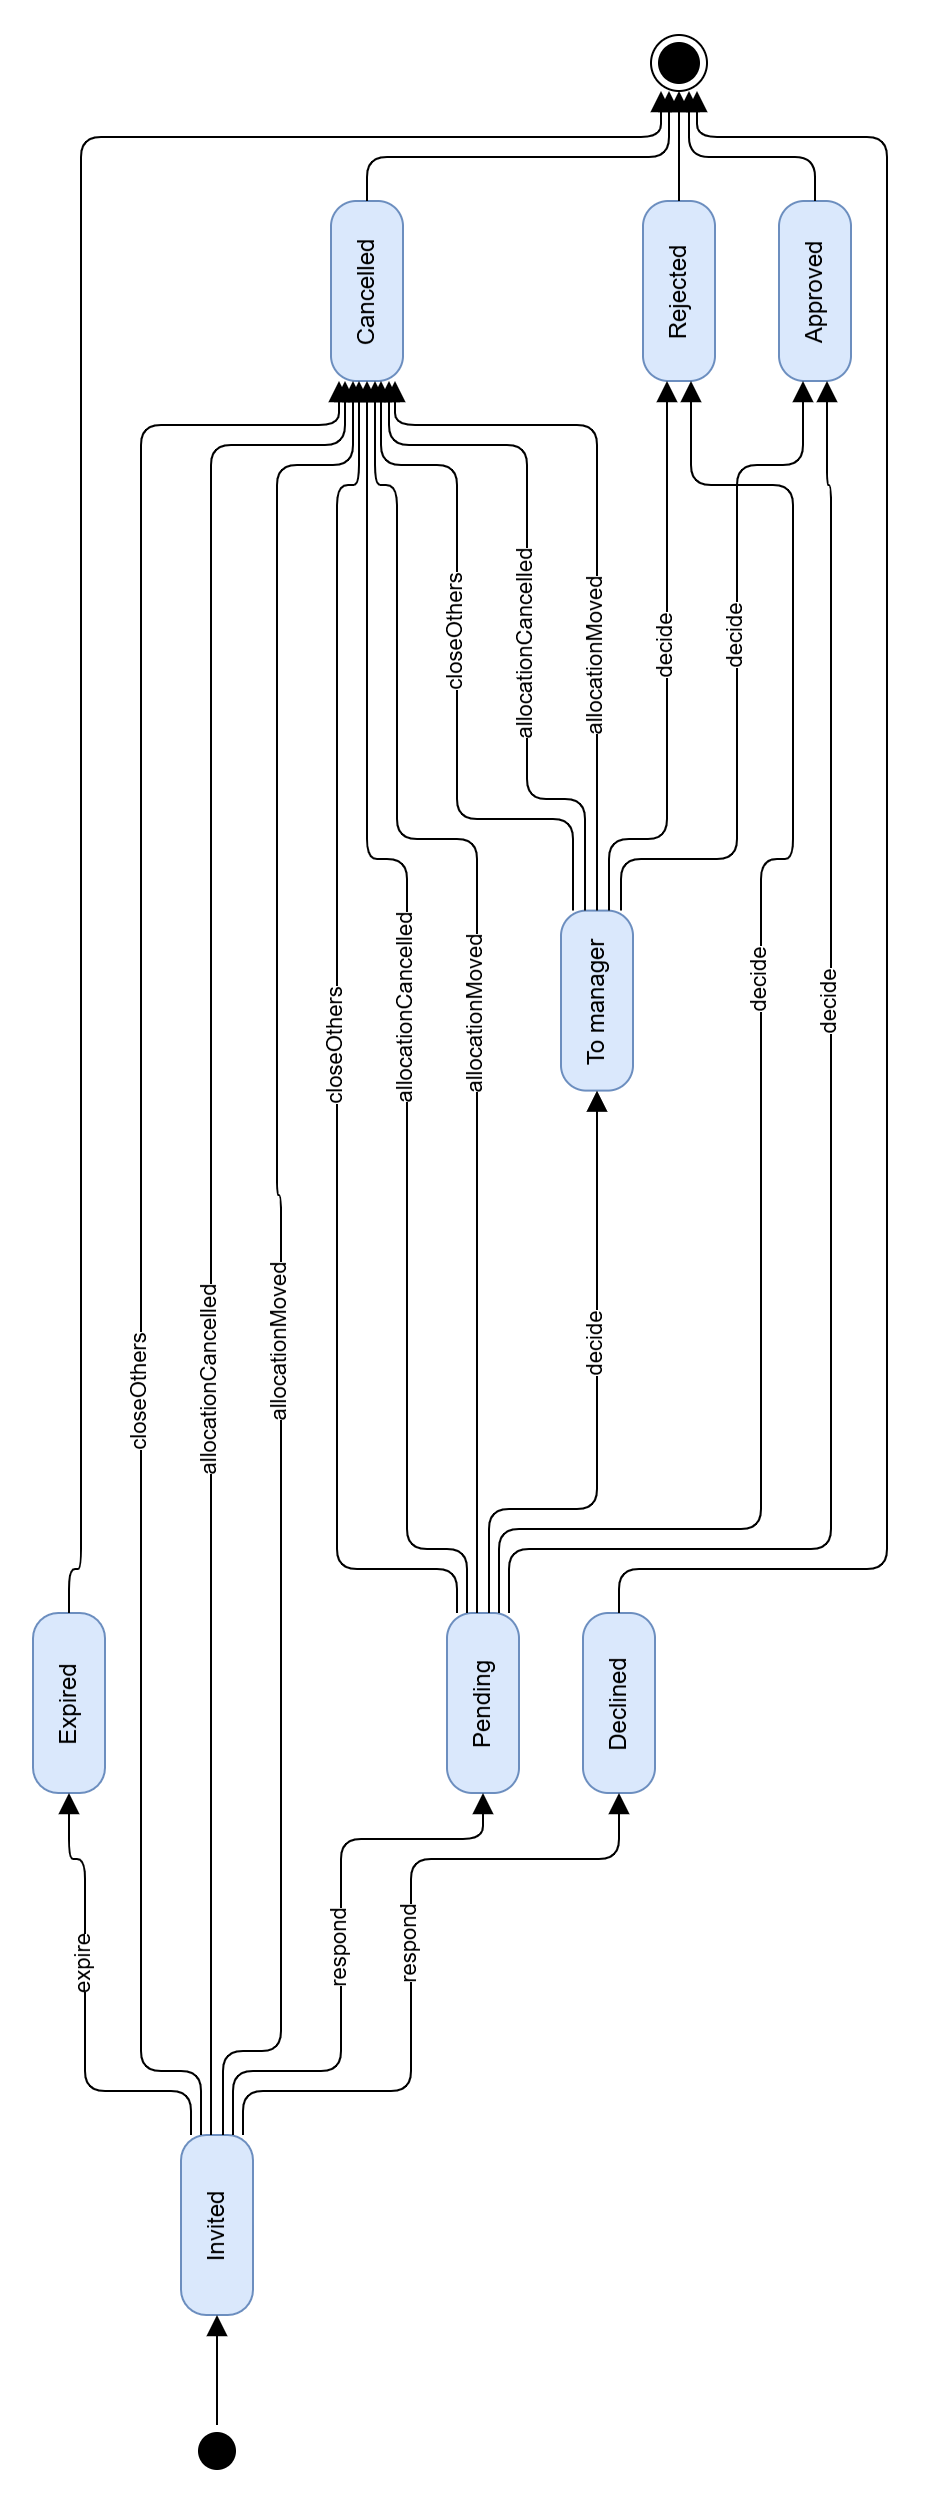 Cancelled
Rejected
Approved
closeOthers
allocationCancelled
allocationMoved
decide
decide
closeOthers
allocationCancelled
allocationMoved
To manager
decide
decide
closeOthers
allocationCancelled
allocationMoved
decide
Expired
Pending
Declined
expire
respond
respond
Invited